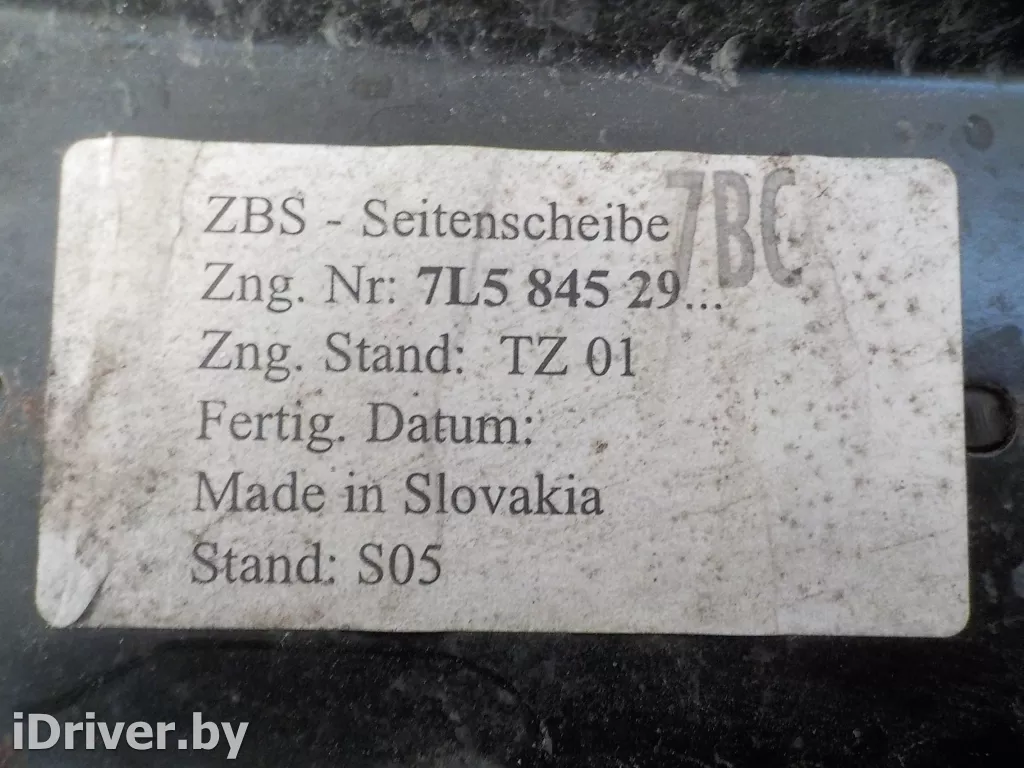 ZBS - Seitenscheibe 7BC
Zng. Nr: 7L5 845 29...
Zng. Stand: TZ 01
Fertig. Datum:
Made in Slovakia
Stand: S05
iDriver.by